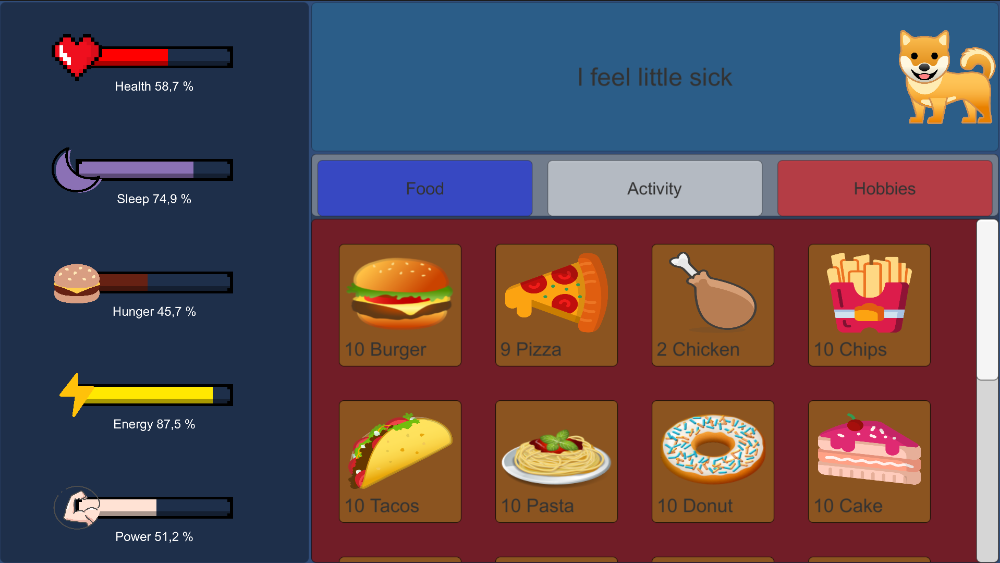 Health 58,7 %
Sleep 74,9 %
Hunger 45,7 %
Energy 87,5 %
Power 51,2 %
I feel little sick
Food
Activity
Hobbies
10 Burger
9 Pizza
2 Chicken
10 Chips
10 Tacos
10 Pasta
10 Donut
10 Cake